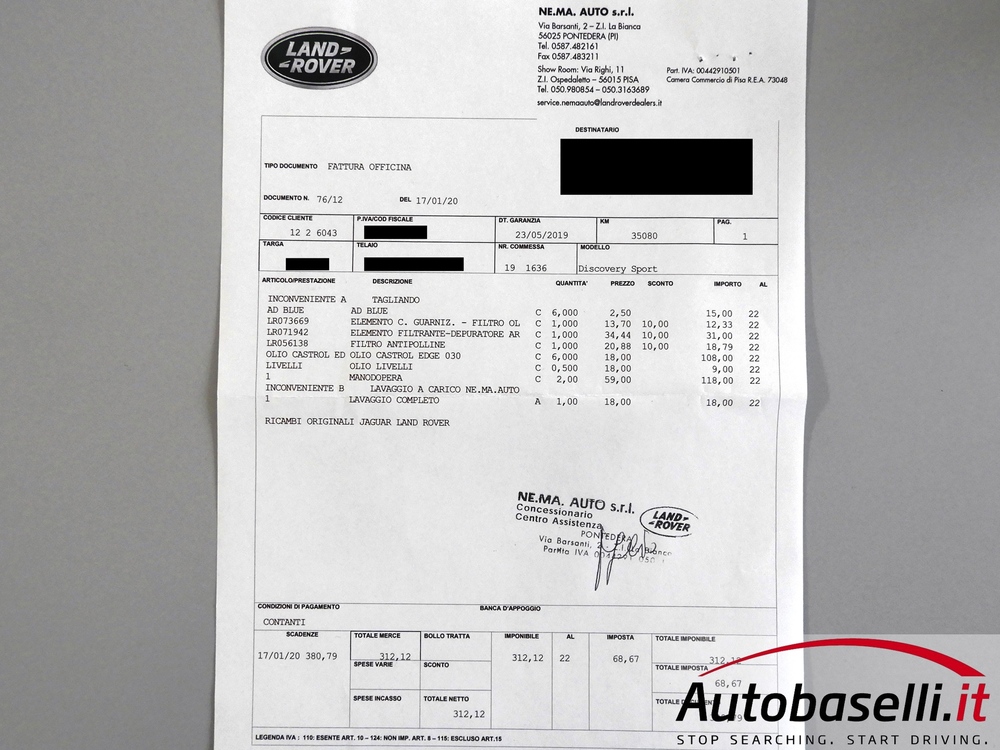 LAND-
-ROVER
NE.MA. AUTO s.r.l.
Via Barsanti, 2 – Z.I. La Bianca
56025 PONTEDERA (PI)
Tel. 0587.482161
Fax 0587.483211
Show Room: Via Righi, 11
Z.I. Ospedaletto – 56015 PISA
Tel. 050.980854 – 050.3163689
service.nemaauto@landroverdealers.it
Part. IVA: 00442910501
Camera Commercio di Pisa R.E.A. 73048
DESTINATARIO
TIPO DOCUMENTO FATTURA OFFICINA
DOCUMENTO N. 76/12 DEL 17/01/20
CODICE CLIENTE P.IVA/COD FISCALE DT. GARANZIA KM PAG.
12 2 6043 23/05/2019 35080 1
TARGA TELAIO NR. COMMESSA MODELLO
19 1636 Discovery Sport
ARTICOLO/PRESTAZIONE DESCRIZIONE QUANTITA' PREZZO SCONTO IMPORTO AL
INCONVENIENTE A TAGLIANDO
AD BLUE AD BLUE C 6,000 2,50 15,00 22
LR073669 ELEMENTO C. GUARNIZ. - FILTRO OL C 1,000 13,70 10,00 12,33 22
LR071942 ELEMENTO FILTRANTE-DEPURATORE AR C 1,000 34,44 10,00 31,00 22
LR056138 FILTRO ANTIPOLLINE C 1,000 20,88 10,00 18,79 22
OLIO CASTROL ED OLIO CASTROL EDGE 030 C 6,000 18,00 108,00 22
LIVELLI OLIO LIVELLI C 0,500 18,00 9,00 22
1 MANODOPERA C 2,00 59,00 118,00 22
INCONVENIENTE B LAVAGGIO A CARICO NE.MA.AUTO
1 LAVAGGIO COMPLETO A 1,00 18,00 18,00 22
RICAMBI ORIGINALI JAGUAR LAND ROVER
NE.MA. AUTO s.r.l.
Concessionario
Centro Assistenza
PONTEDERA
Via Barsanti, 2 Bianca
Partita IVA
LAND-
-ROVER
CONDIZIONI DI PAGAMENTO BANCA D'APPOGGIO
CONTANTI
SCADENZE TOTALE MERCE BOLLO TRATTA IMPONIBILE AL IMPOSTA TOTALE IMPONIBILE
17/01/20 380,79 312,12 312,12 22 68,67 312,12
SPESE VARIE SCONTO TOTALE IMPOSTA
68,67
SPESE INCASSO TOTALE NETTO
312,12
LEGENDA IVA : 110: ESENTE ART. 10 – 124: NON IMP. ART. 8 – 115: ESCLUSO ART.15
Autobaselli.it
STOP SEARCHING. START DRIVING.